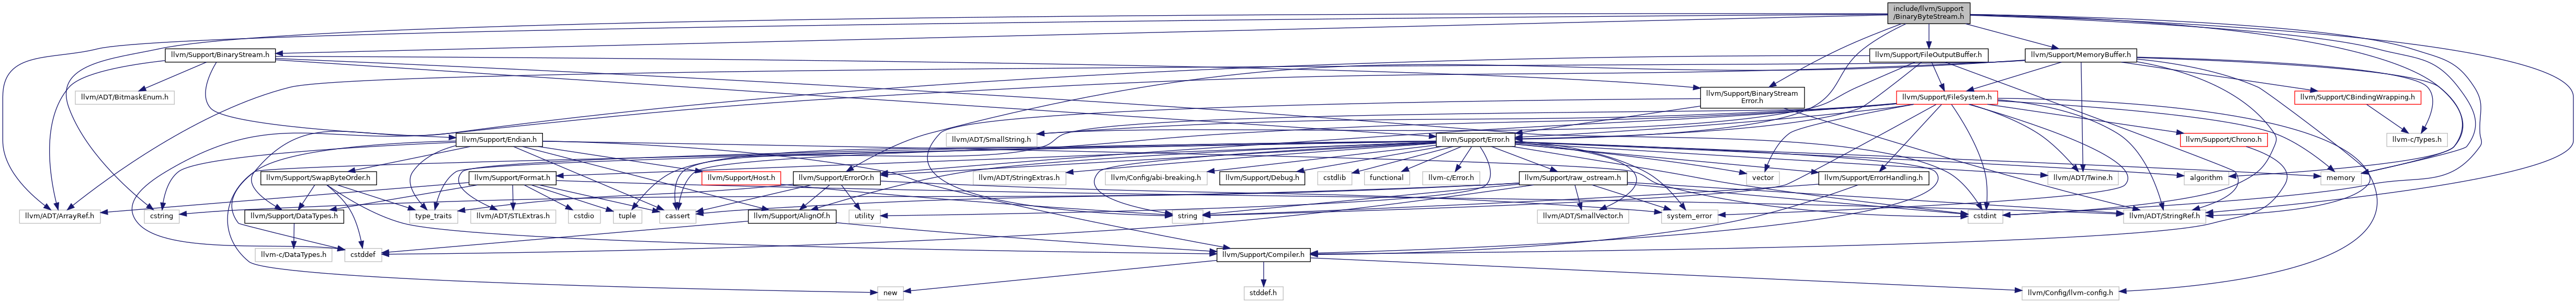 include/llvm/Support
/BinaryByteStream.h
llvm/Support/BinaryStream.h
llvm/Support/FileOutputBuffer.h
llvm/Support/MemoryBuffer.h
llvm/ADT/BitmaskEnum.h
llvm/Support/BinaryStream
Error.h
llvm/Support/FileSystem.h
llvm/Support/CBindingWrapping.h
llvm/Support/Endian.h
llvm/ADT/SmallString.h
llvm/Support/Error.h
llvm/Support/Chrono.h
llvm-c/Types.h
llvm/Support/SwapByteOrder.h
llvm/Support/Format.h
llvm/Support/Host.h
llvm/Support/ErrorOr.h
llvm/ADT/StringExtras.h
llvm/Config/abi-breaking.h
llvm/Support/Debug.h
cstdlib
functional
llvm-c/Error.h
llvm/Support/raw_ostream.h
vector
llvm/Support/ErrorHandling.h
llvm/ADT/Twine.h
algorithm
memory
llvm/ADT/ArrayRef.h
cstring
llvm/Support/DataTypes.h
type_traits
llvm/ADT/STLExtras.h
cstdio
tuple
cassert
llvm/Support/AlignOf.h
utility
string
llvm/ADT/SmallVector.h
system_error
cstdint
llvm/ADT/StringRef.h
llvm-c/DataTypes.h
cstddef
llvm/Support/Compiler.h
new
stddef.h
llvm/Config/llvm-config.h